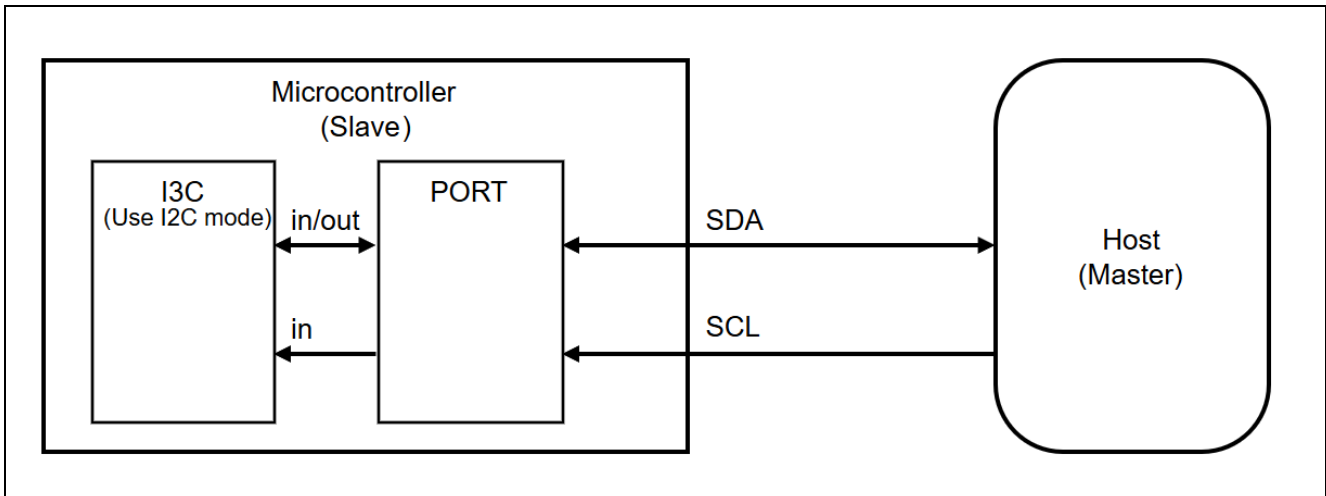 Microcontroller
(Slave)
I3C
(Use I2C mode)
in/out
in
PORT
SDA
SCL
Host
(Master)